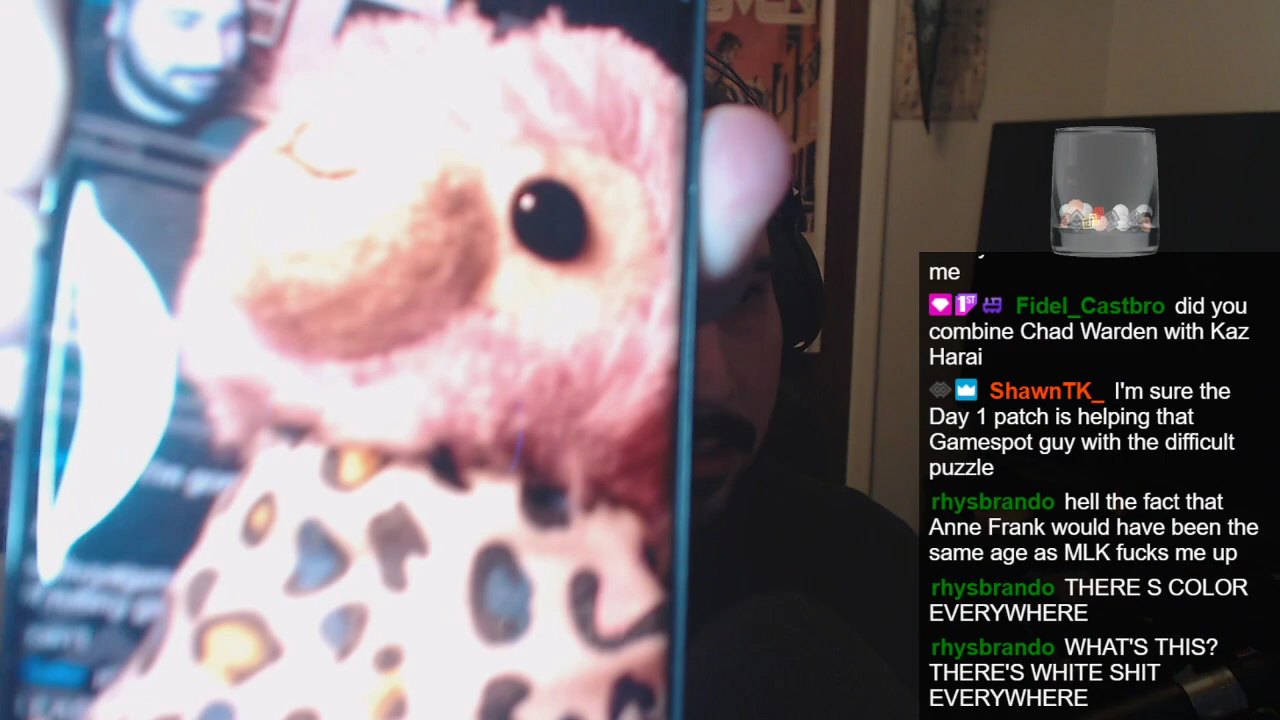 me
1ST Fidel_Castbro did you
combine Chad Warden with Kaz
Harai
ShawnTK_ I'm sure the
Day 1 patch is helping that
Gamespot guy with the difficult
puzzle
rhysbrando hell the fact that
Anne Frank would have been the
same age as MLK fucks me up
rhysbrando THERE S COLOR
EVERYWHERE
rhysbrando WHAT'S THIS?
THERE'S WHITE SHIT
EVERYWHERE